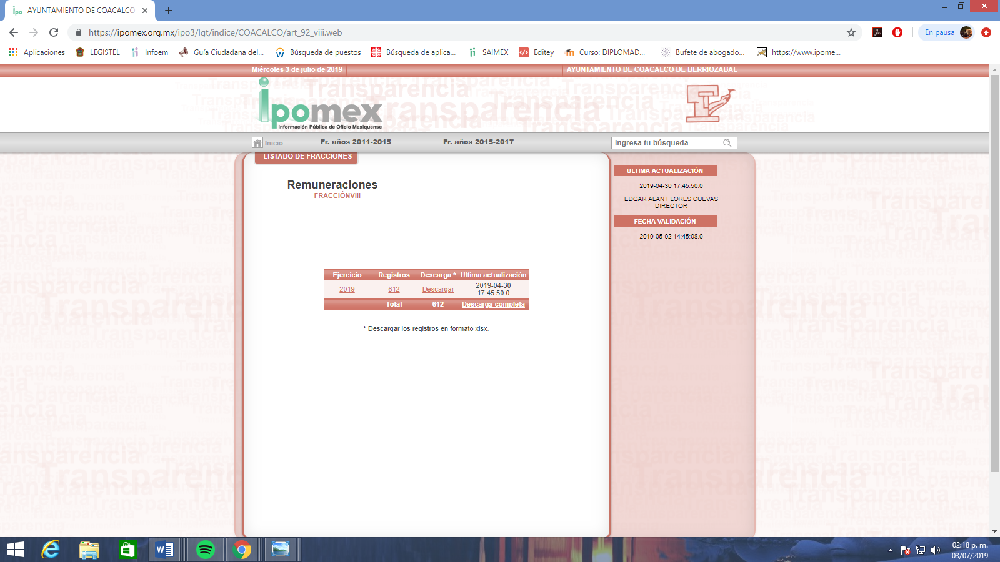 AYUNTAMIENTO DE COACALCO
https://ipomex.org.mx/ipo3/lgt/indice/COACALCO/art_92_viii.web
En pausa
Aplicaciones
LEGISTEL
Infoem
Guía Ciudadana del...
Búsqueda de puestos
Búsqueda de aplica...
SAIMEX
Editey
Curso: DIPLOMAD...
Bufete de abogado...
https://www.ipome...
Miércoles 3 de julio de 2019
AYUNTAMIENTO DE COACALCO DE BERRIOZABAL
ipomex
Información Pública de Oficio Mexiquense
Transparencia
Inicio
Fr. años 2011-2015
Fr. años 2015-2017
Ingresa tu búsqueda
LISTADO DE FRACCIONES
Remuneraciones
FRACCIÓNVIII
Ejercicio Registros Descarga * Ultima actualización
2019 612 Descargar 2019-04-30
17:45:50.0
Total 612 Descarga completa
* Descargar los registros en formato xlsx.
ULTIMA ACTUALIZACIÓN
2019-04-30 17:45:50.0
EDGAR ALAN FLORES CUEVAS
DIRECTOR
FECHA VALIDACIÓN
2019-05-02 14:45:08.0
02:18 p. m.
03/07/2019